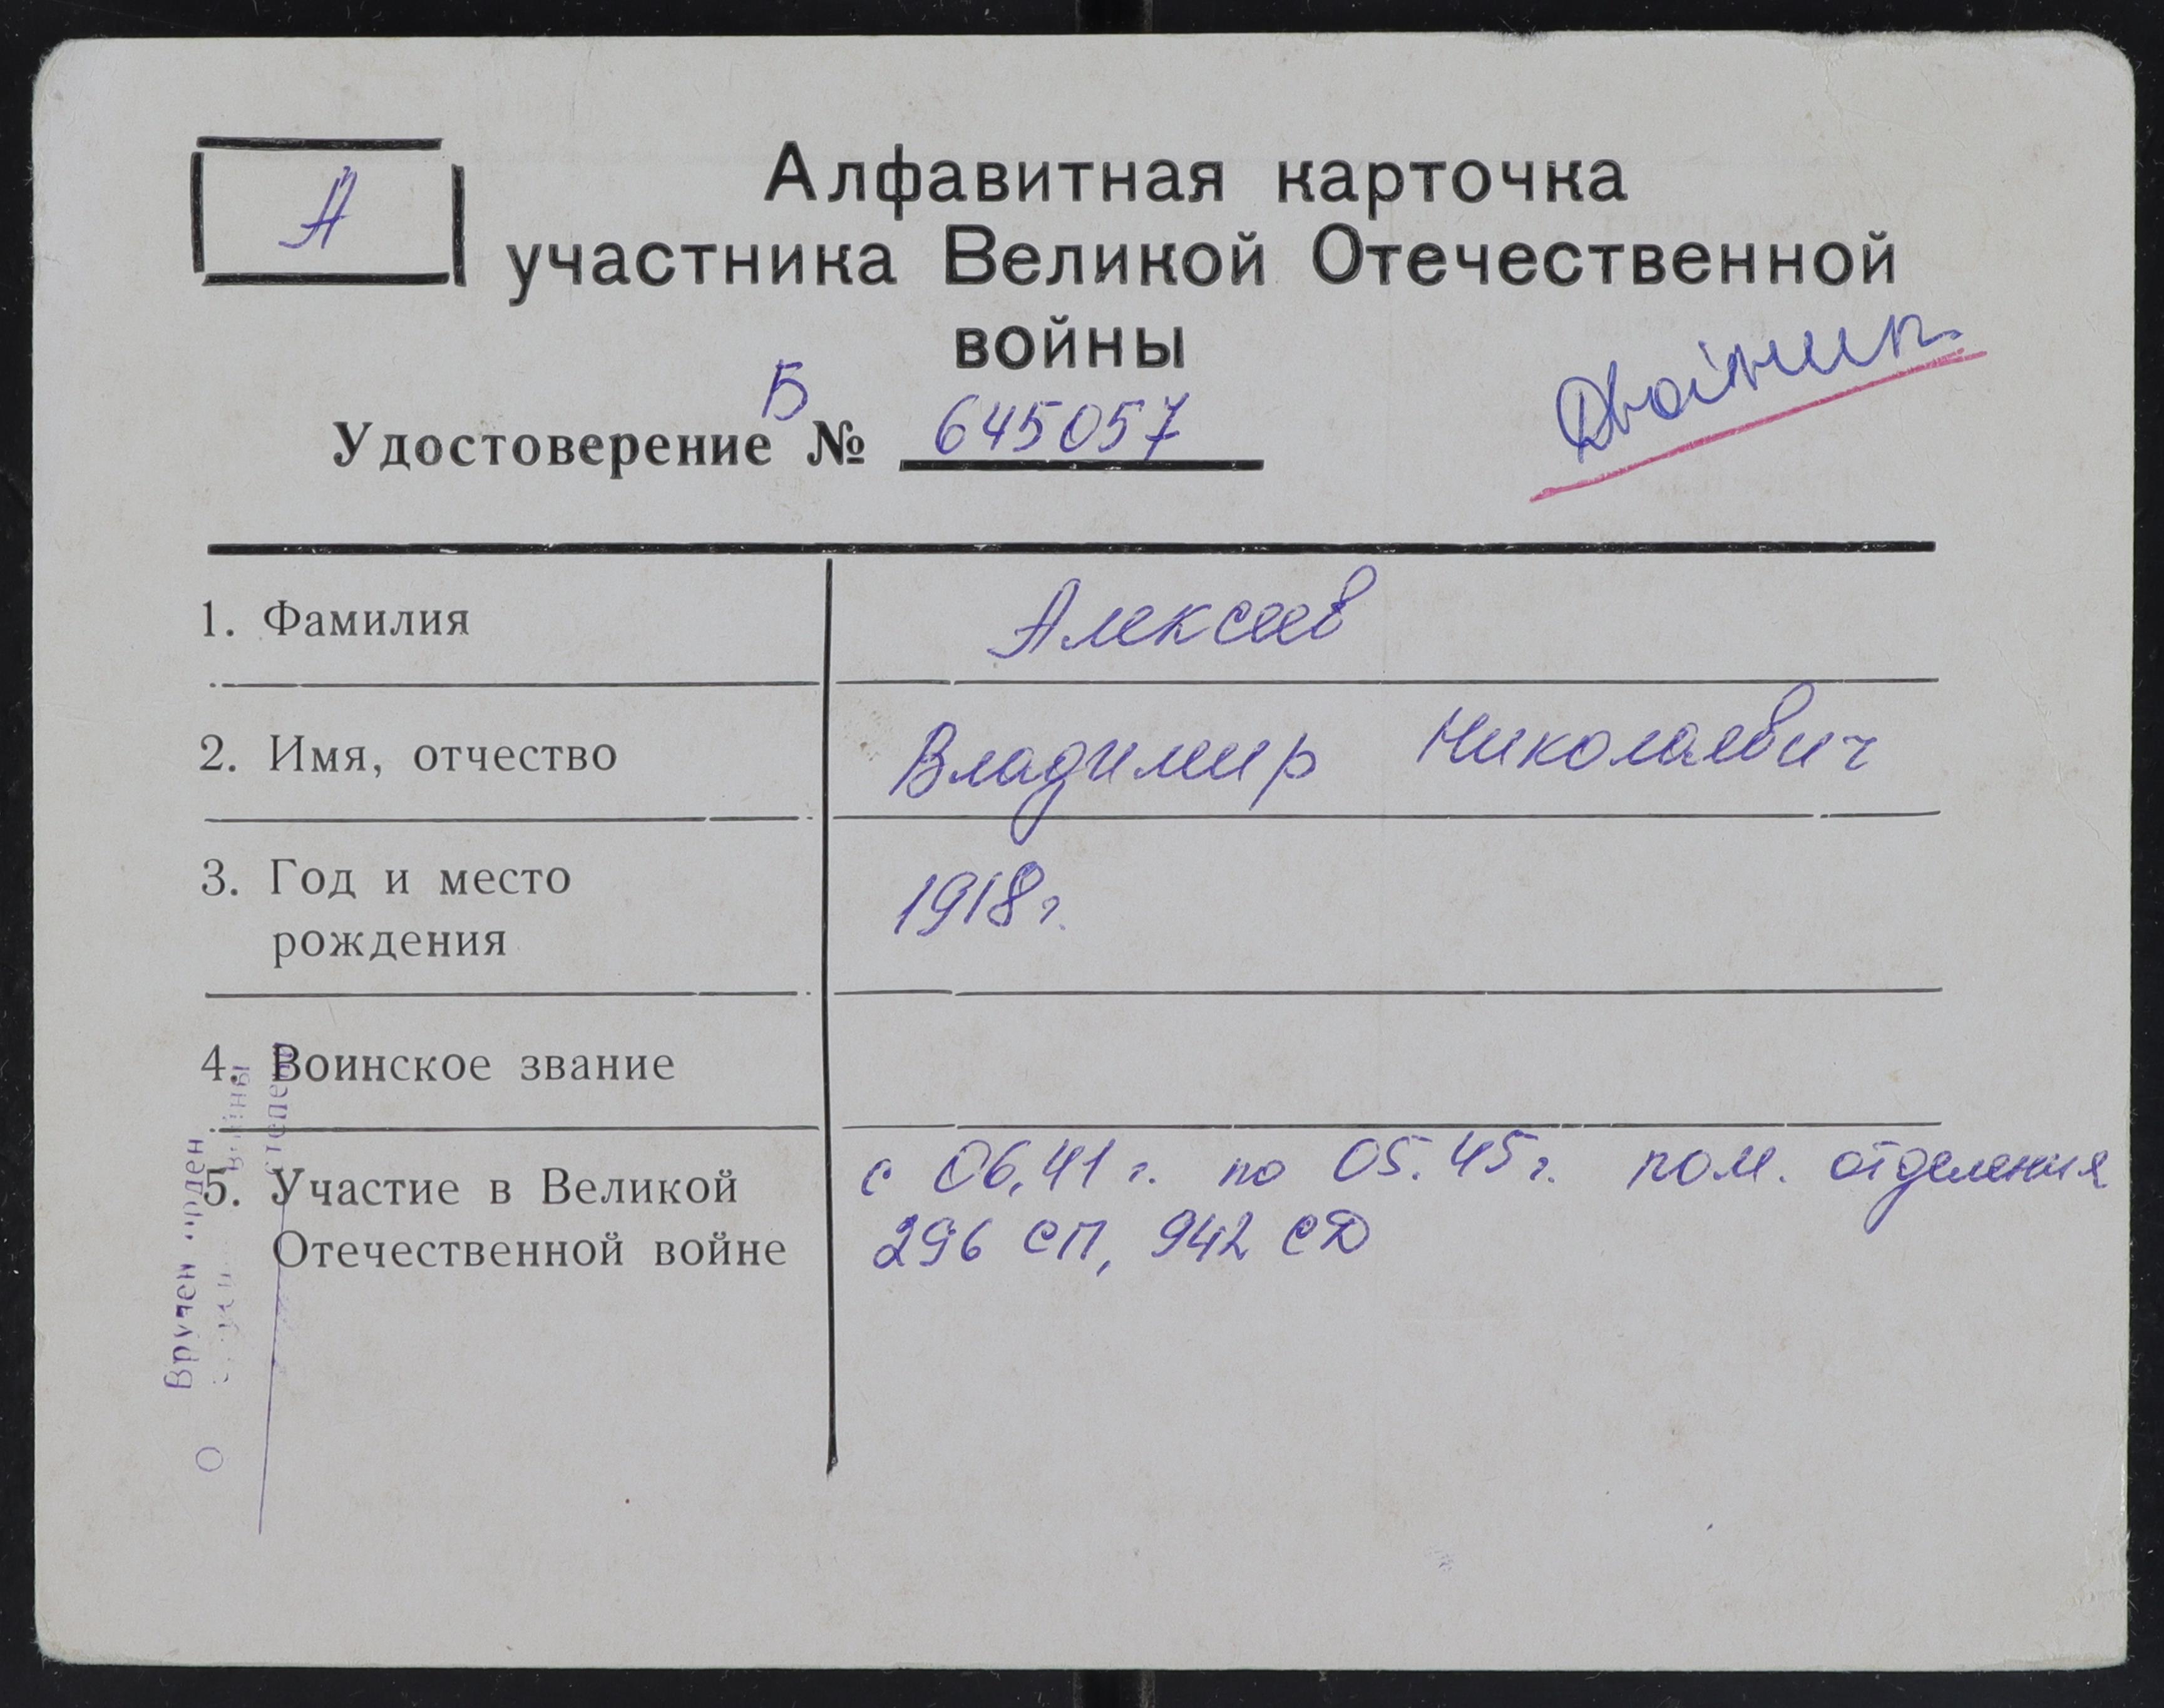 А
Алфавитная карточка
участника Великой Отечественной
войны
Двойник
Б
Удостоверение № 645057
1. Фамилия Алексеев
2. Имя, отчество Владимир Николаевич
3. Год и место 1918 г.
рождения
4. Воинское звание
5. Участие в Великой с 06.41 г. по 05.45 г. пом. отделения
Отечественной войне 296 СП, 942 СД
Вручен орден
войны
степени